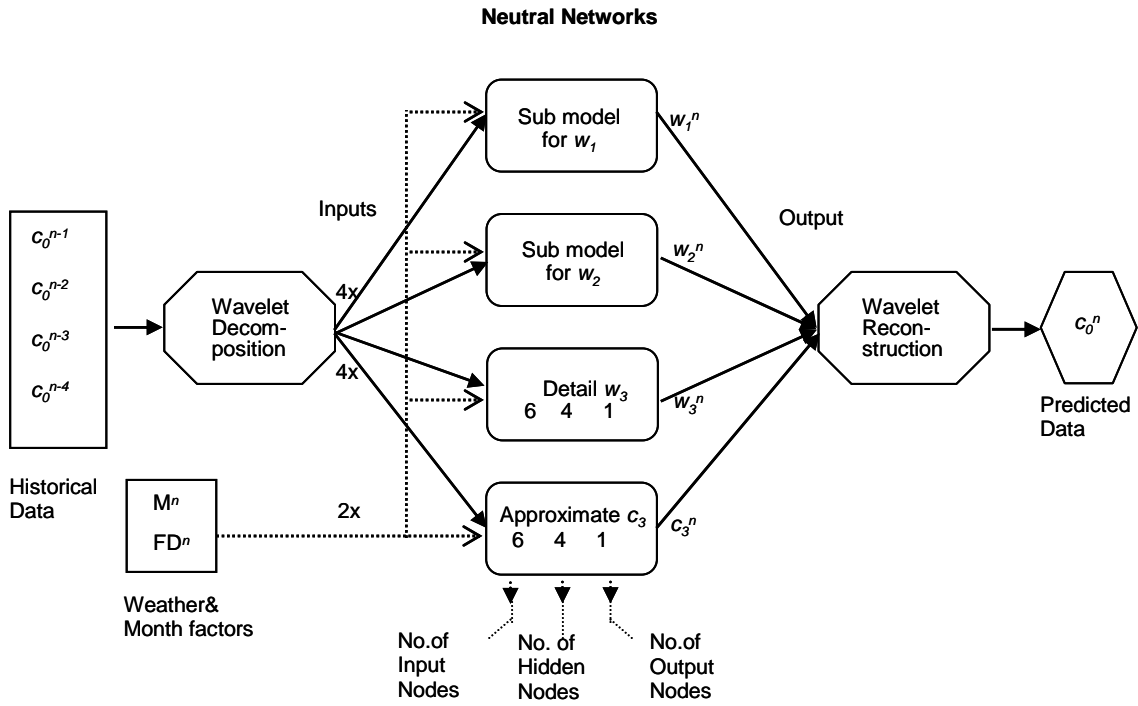 Neutral Networks
Sub model
for w₁
w₁ⁿ
Inputs
Output
c₀ⁿ⁻¹
c₀ⁿ⁻²
c₀ⁿ⁻³
c₀ⁿ⁻⁴
Historical
Data
Wavelet
Decom-
position
4x
4x
Sub model
for w₂
w₂ⁿ
Detail w₃
6 4 1
w₃ⁿ
Wavelet
Recon-
struction
c₀ⁿ
Predicted
Data
Mⁿ
FDⁿ
2x
Weather&
Month factors
Approximate c₃
6 4 1
c₃ⁿ
No.of
Input
Nodes
No. of
Hidden
Nodes
No.of
Output
Nodes